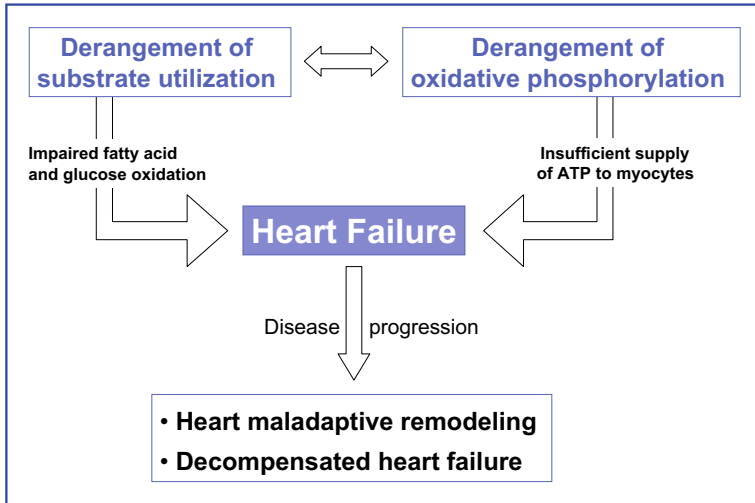 Derangement of
substrate utilization
Derangement of
oxidative phosphorylation
Impaired fatty acid
and glucose oxidation
Insufficient supply
of ATP to myocytes
Heart Failure
Disease progression
• Heart maladaptive remodeling
• Decompensated heart failure